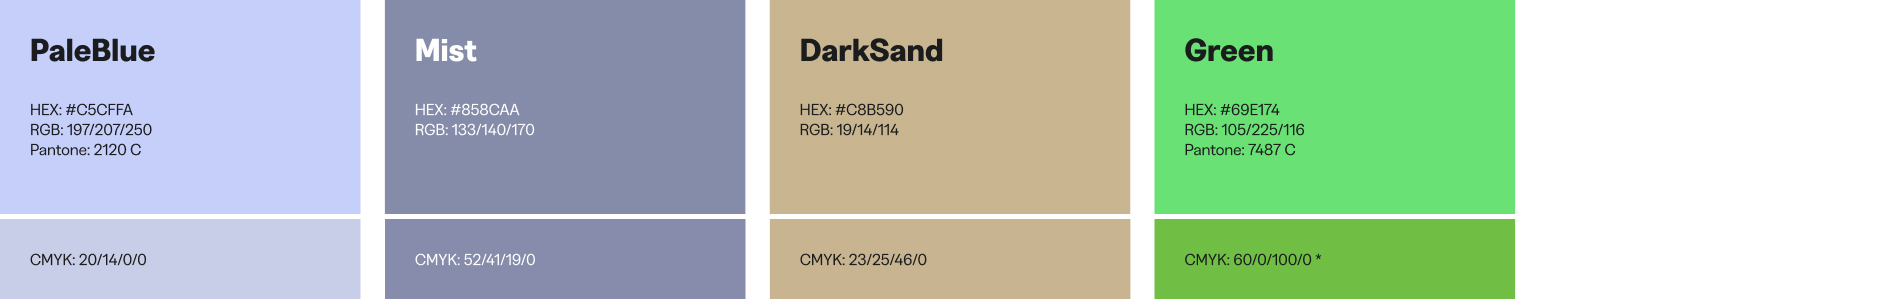 PaleBlue
HEX: #C5CFFA
RGB: 197/207/250
Pantone: 2120 C
CMYK: 20/14/0/0
Mist
HEX: #858CAA
RGB: 133/140/170
CMYK: 52/41/19/0
DarkSand
HEX: #C8B590
RGB: 19/14/114
CMYK: 23/25/46/0
Green
HEX: #69E174
RGB: 105/225/116
Pantone: 7487 C
CMYK: 60/0/100/0 *